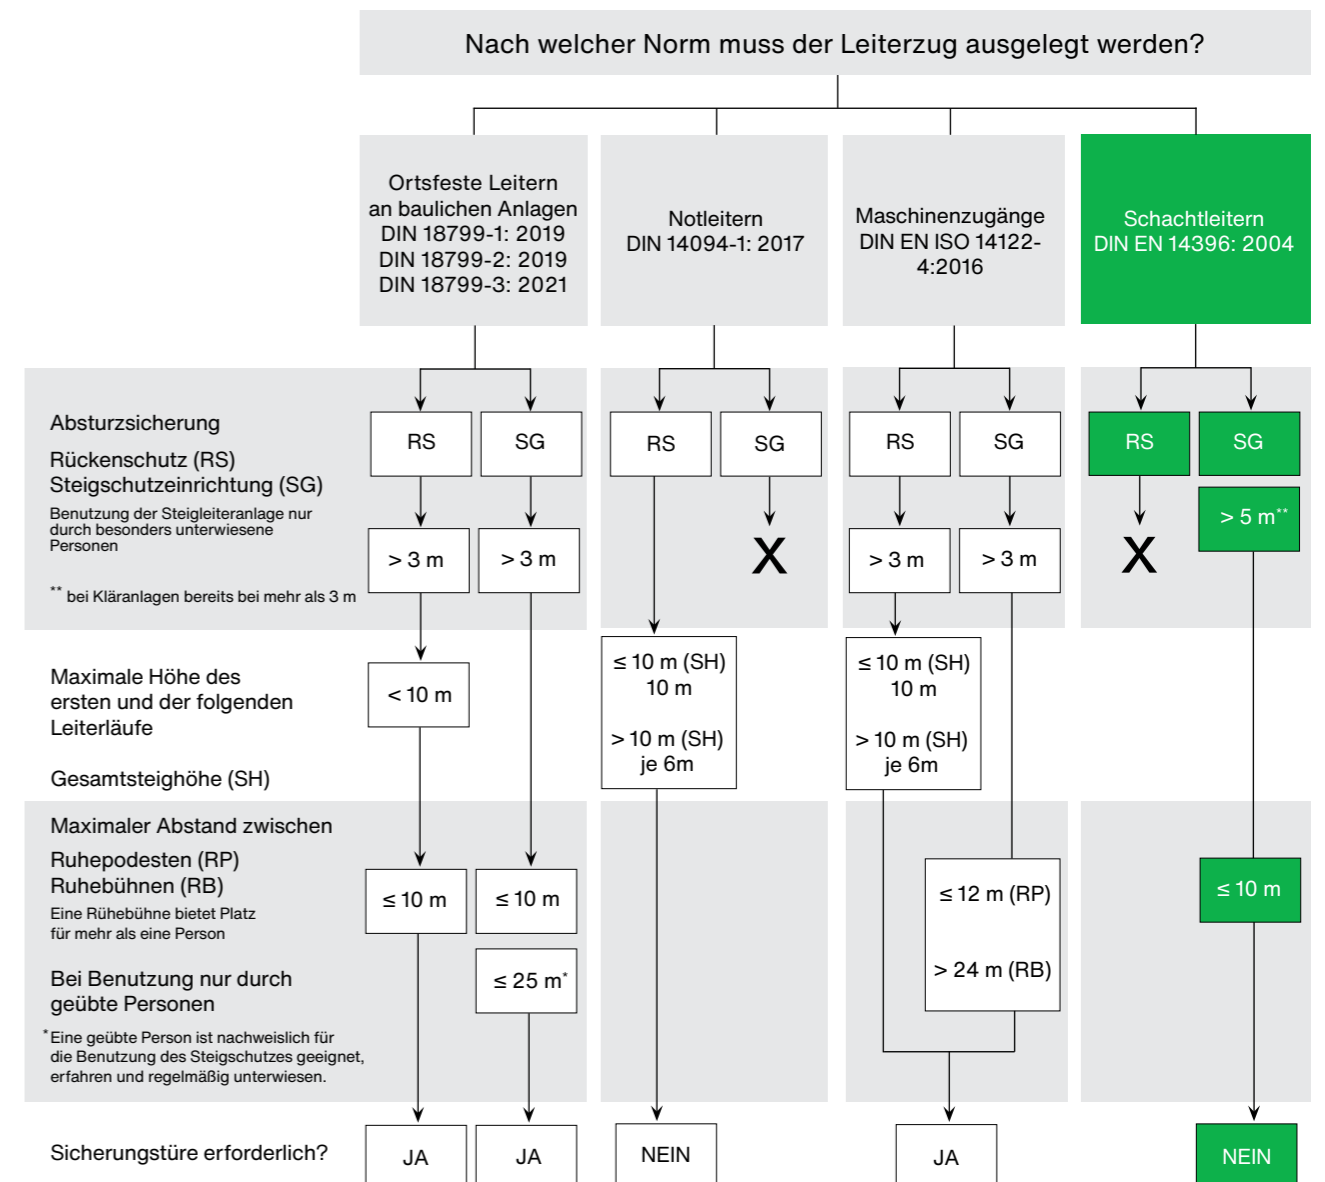 Nach welcher Norm muss der Leiterzug ausgelegt werden?
Ortsfeste Leitern
an baulichen Anlagen
DIN 18799-1: 2019
DIN 18799-2: 2019
DIN 18799-3: 2021
Notleitern
DIN 14094-1: 2017
Maschinenzugänge
DIN EN ISO 14122-
4:2016
Schachtleitern
DIN EN 14396: 2004
Absturzsicherung
Rückenschutz (RS)
Steigschutzeinrichtung (SG)
Benutzung der Steigleiteranlage nur
durch besonders unterwiesene
Personen
** bei Kläranlagen bereits bei mehr als 3 m
RS
SG
RS
SG
RS
SG
RS
SG
> 3 m
> 3 m
X
> 3 m
> 3 m
X
> 5 m**
Maximale Höhe des
ersten und der folgenden
Leiterläufe
Gesamtsteighöhe (SH)
< 10 m
≤ 10 m (SH)
10 m
> 10 m (SH)
je 6m
≤ 10 m (SH)
10 m
> 10 m (SH)
je 6m
Maximaler Abstand zwischen
Ruhepodesten (RP)
Ruhebühnen (RB)
Eine Rühebühne bietet Platz
für mehr als eine Person
Bei Benutzung nur durch
geübte Personen
* Eine geübte Person ist nachweislich für
die Benutzung des Steigschutzes geeignet,
erfahren und regelmäßig unterwiesen.
≤ 10 m
≤ 10 m
≤ 25 m*
≤ 12 m (RP)
> 24 m (RB)
≤ 10 m
Sicherungstüre erforderlich?
JA
JA
NEIN
JA
NEIN